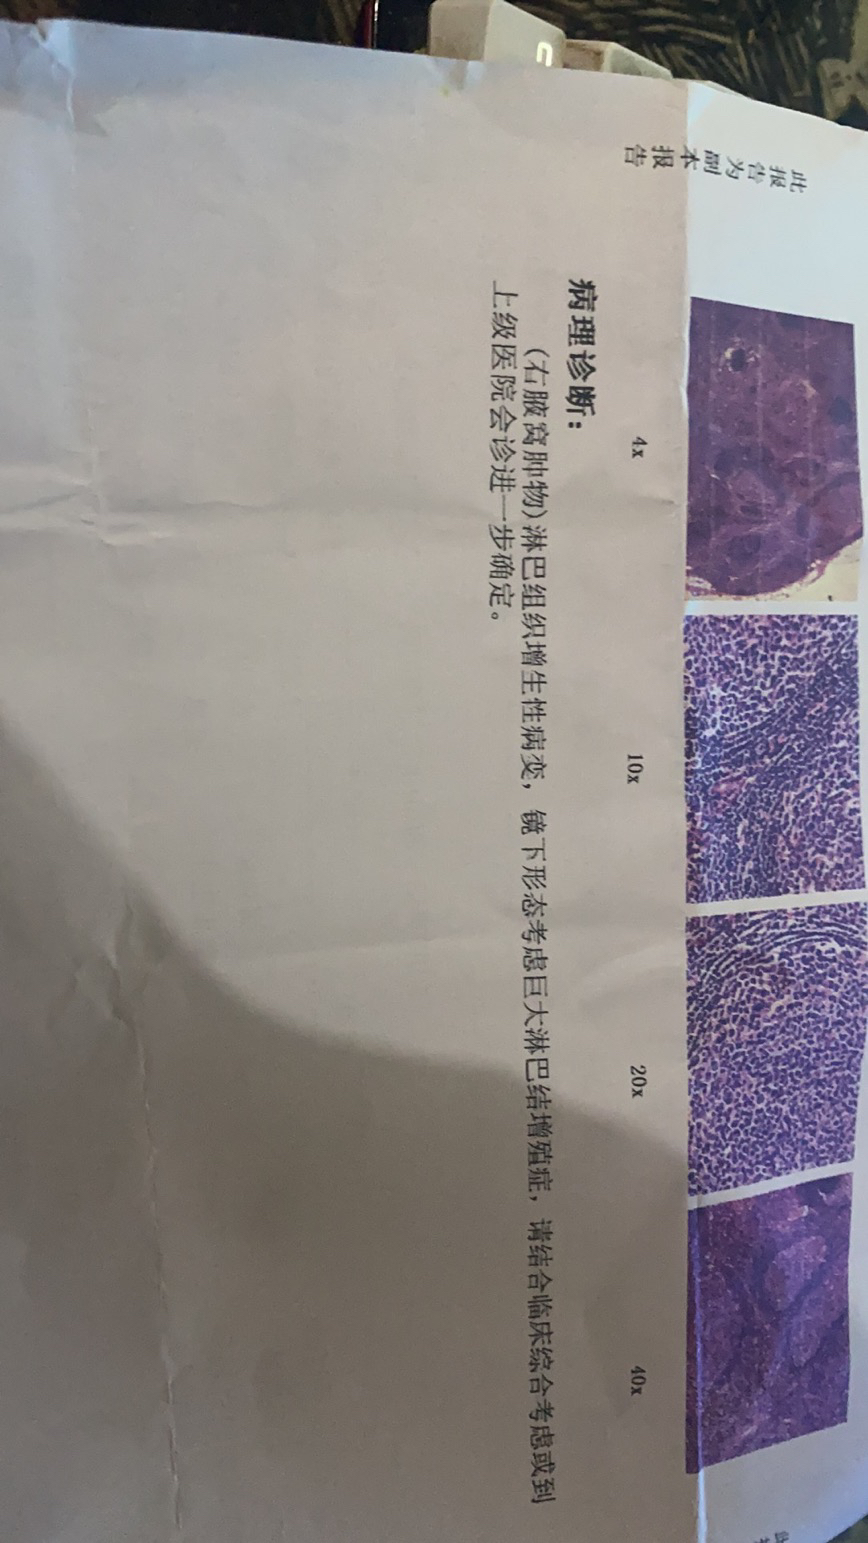 此报告为副本报告
4x 10x 20x 40x
病理诊断：
(右腋窝肿物)淋巴组织增生性病变，镜下形态考虑巨大淋巴结增殖症，请结合临床综合考虑或到
上级医院会诊进一步确定。
此